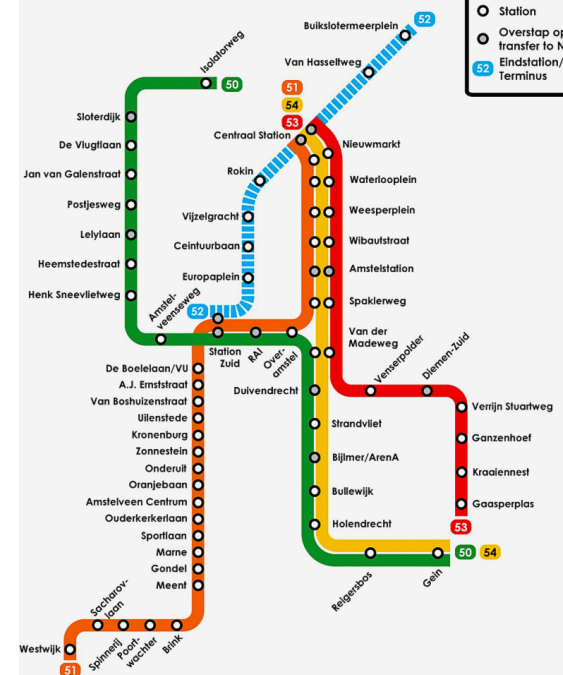 Buikslotermeerplein
52
Van Hasseltweg
Station
Overstap op
transfer to N
52
Eindstation/
Terminus
Isolatorweg
50
51
54
53
Centraal Station
Nieuwmarkt
Sloterdijk
De Vlugtlaan
Jan van Galenstraat
Postjesweg
Lelylaan
Heemstedestraat
Henk Sneevlietweg
Rokin
Vijzelgracht
Ceintuurbaan
Europaplein
52
Waterlooplein
Weesperplein
Wibautstraat
Amstelstation
Spaklerweg
Van der
Madeweg
Amstel-
veenseweg
Station
Zuid
RAI
Over-
amstel
Duivendrecht
Venserpolder
Diemen-Zuid
Verrijn Stuartweg
Ganzenhoef
Kraaiennest
Gaasperplas
53
Strandvliet
Bijlmer/ArenA
Bullewijk
Holendrecht
Reigersbos
Gein
50
54
De Boelelaan/VU
A.J. Ernststraat
Van Boshuizenstraat
Uilenstede
Kronenburg
Zonnestein
Onderuit
Oranjebaan
Amstelveen Centrum
Ouderkerkerlaan
Sportlaan
Marne
Gondel
Meent
Sacharov-
laan
Brink
Poort-
wachter
Spinnerij
Westwijk
51